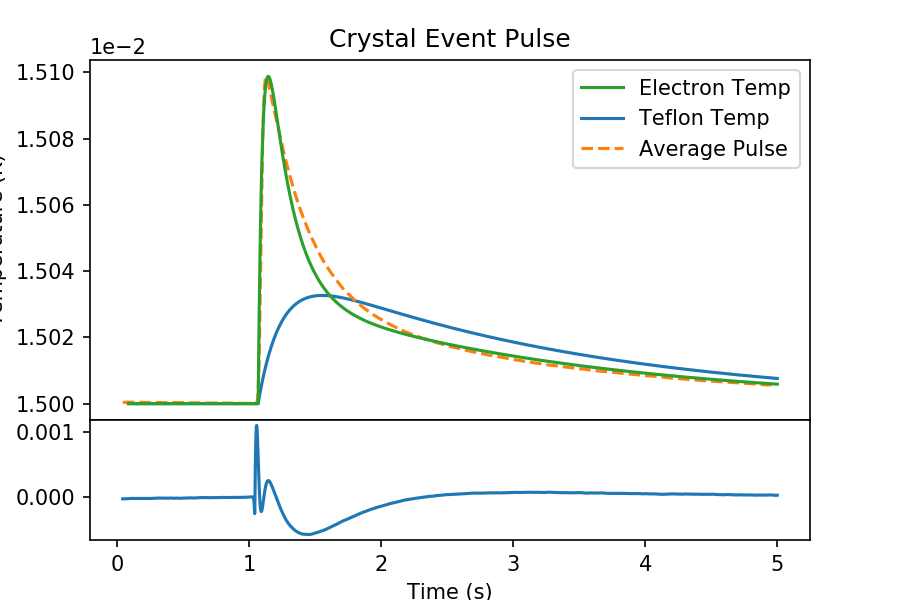 Crystal Event Pulse
1e−2
1.510
1.508
1.506
1.504
1.502
1.500
Electron Temp
Teflon Temp
Average Pulse
0.001
0.000
0 1 2 3 4 5
Time (s)